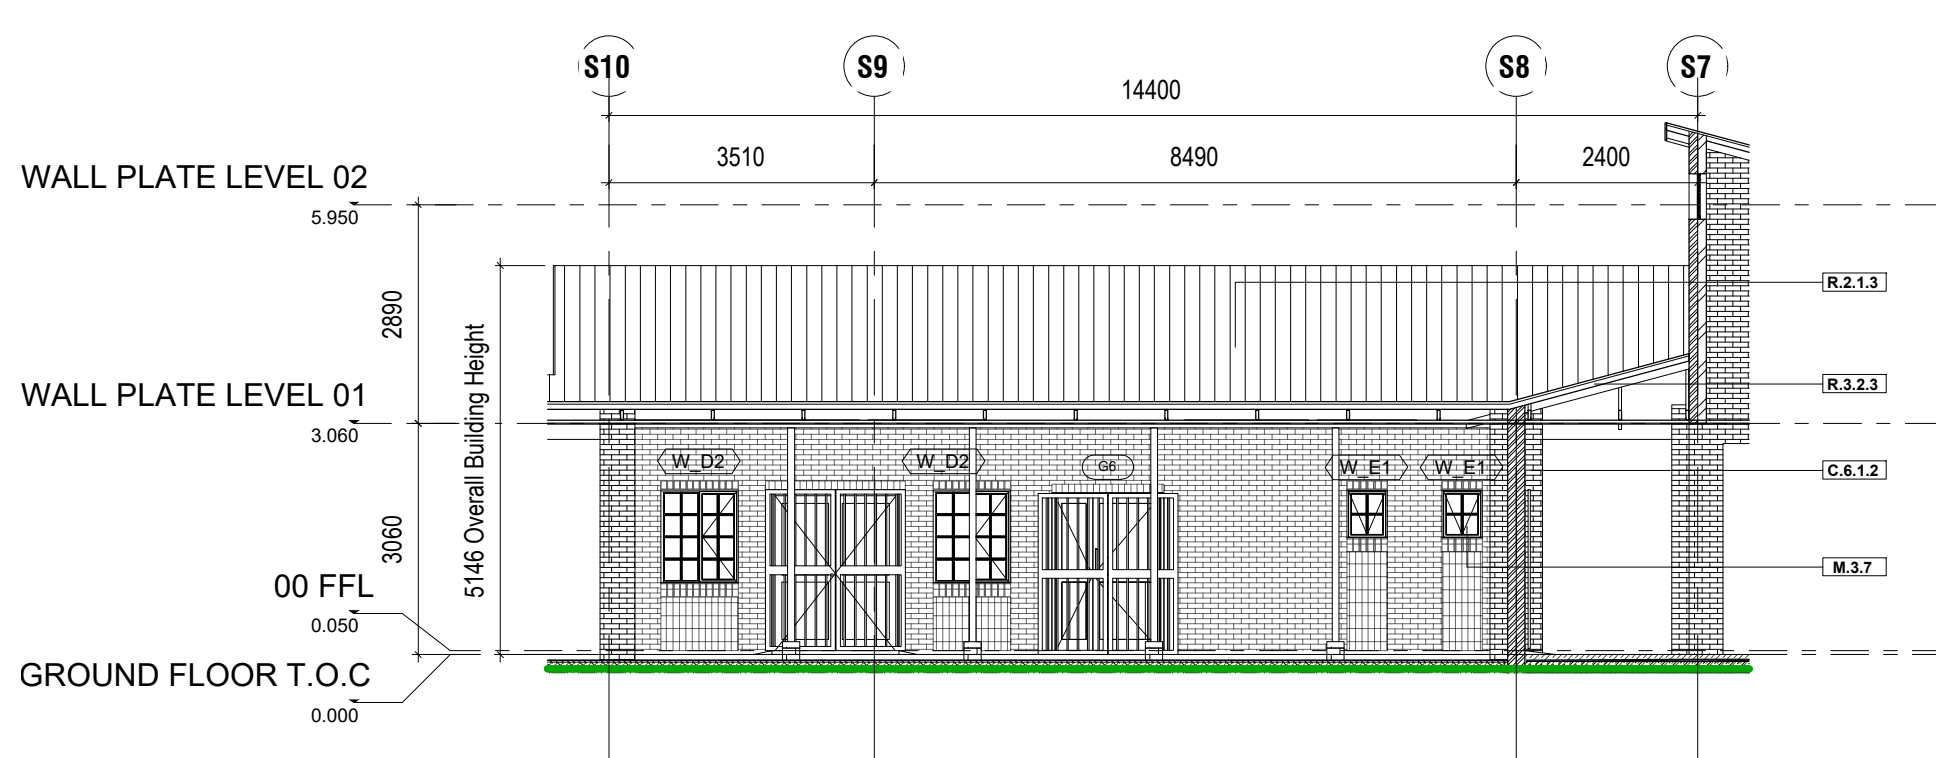 S10
S9
S8
S7
14400
3510
8490
2400
WALL PLATE LEVEL 02
5.950
2890
5146 Overall Building Height
R.2.1.3
R.3.2.3
WALL PLATE LEVEL 01
3.060
3060
W_D2
W_D2
G6
W_E1
W_E1
C.6.1.2
M.3.7
00 FFL
0.050
GROUND FLOOR T.O.C
0.000